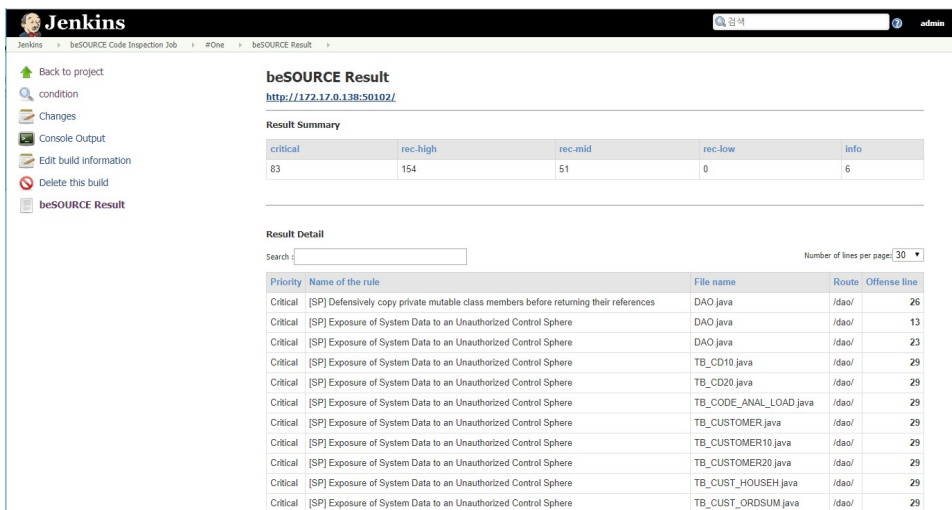 Jenkins
검색
admin
Jenkins
beSOURCE Code Inspection Job
#One
beSOURCE Result
Back to project
condition
Changes
Console Output
Edit build information
Delete this build
beSOURCE Result
beSOURCE Result
http://172.17.0.138:50102/
Result Summary
critical rec-high rec-mid rec-low info
83 154 51 0 6
Result Detail
Search :
Number of lines per page: 30
Priority Name of the rule File name Route Offense line
Critical [SP] Defensively copy private mutable class members before returning their references DAO.java /dao/ 26
Critical [SP] Exposure of System Data to an Unauthorized Control Sphere DAO.java /dao/ 13
Critical [SP] Exposure of System Data to an Unauthorized Control Sphere DAO.java /dao/ 23
Critical [SP] Exposure of System Data to an Unauthorized Control Sphere TB_CD10.java /dao/ 29
Critical [SP] Exposure of System Data to an Unauthorized Control Sphere TB_CD20.java /dao/ 29
Critical [SP] Exposure of System Data to an Unauthorized Control Sphere TB_CODE_ANAL_LOAD.java /dao/ 29
Critical [SP] Exposure of System Data to an Unauthorized Control Sphere TB_CUSTOMER.java /dao/ 29
Critical [SP] Exposure of System Data to an Unauthorized Control Sphere TB_CUSTOMER10.java /dao/ 29
Critical [SP] Exposure of System Data to an Unauthorized Control Sphere TB_CUSTOMER20.java /dao/ 29
Critical [SP] Exposure of System Data to an Unauthorized Control Sphere TB_CUST_HOUSEH.java /dao/ 29
Critical [SP] Exposure of System Data to an Unauthorized Control Sphere TB_CUST_ORDSUM.java /dao/ 29